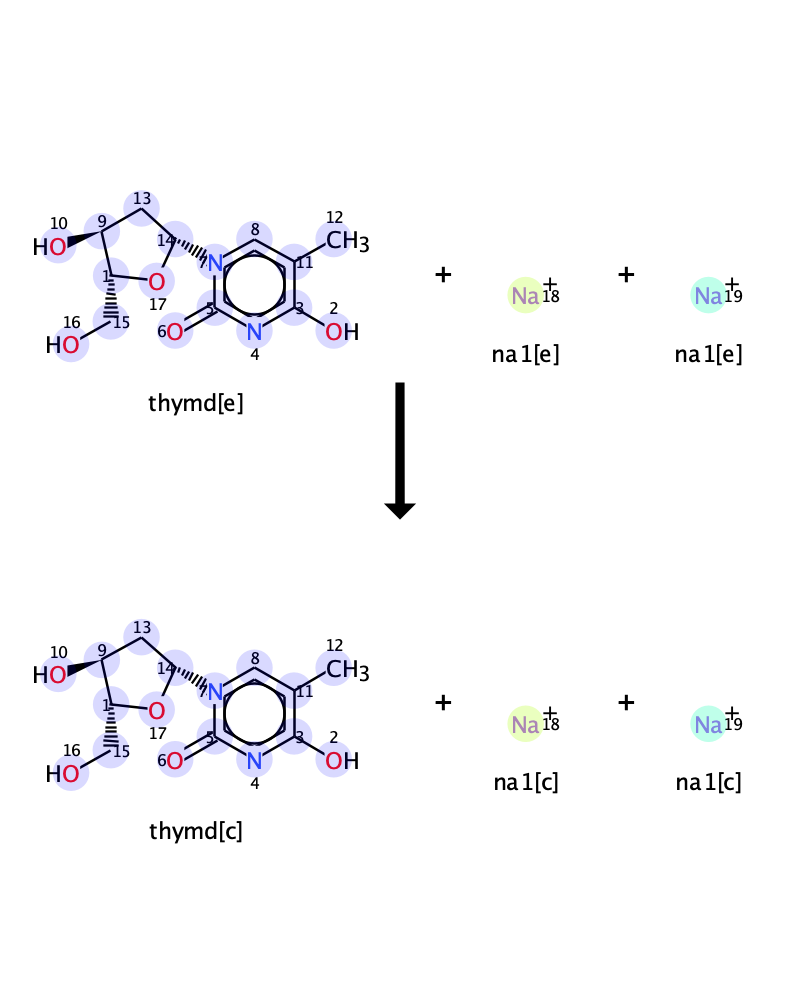 13
10 9 12
HO 14 8 CH3
N 7 11
1 O Na + 18 Na + 19
17 5 3 2
16 15 6 O N OH
HO 4
na1[e] na1[e]
+ +
thymd[e]
13
10 9 12
HO 14 8 CH3
N 7 11
1 O Na + 18 Na + 19
17 5 3 2
16 15 6 O N OH
HO 4
na1[c] na1[c]
+ +
thymd[c]